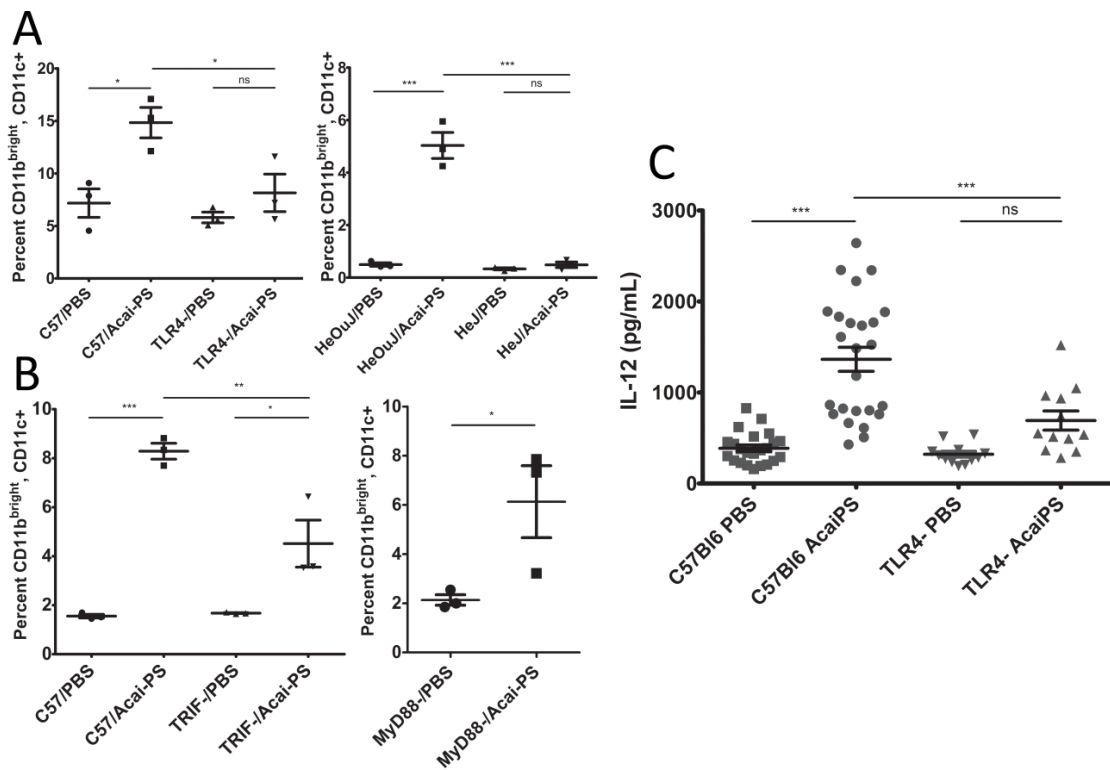 A
Percent CD11b^bright, CD11c+
20
15
10
5
0
*
*
ns
C57/PBS
C57/Acai-PS
TLR4-/PBS
TLR4-/Acai-PS
Percent CD11b^bright, CD11c+
8
6
4
2
0
***
***
ns
HeOuJ/PBS
HeOuJ/Acai-PS
HeJ/PBS
HeJ/Acai-PS
B
Percent CD11b^bright, CD11c+
10
8
6
4
2
0
***
**
*
C57/PBS
C57/Acai-PS
TRIF-/PBS
TRIF-/Acai-PS
Percent CD11b^bright, CD11c+
10
8
6
4
2
0
*
MyD88-/PBS
MyD88-/Acai-PS
C
IL-12 (pg/mL)
3000
2000
1000
0
***
***
ns
C57Bl6 PBS
C57Bl6 AcaiPS
TLR4- PBS
TLR4- AcaiPS